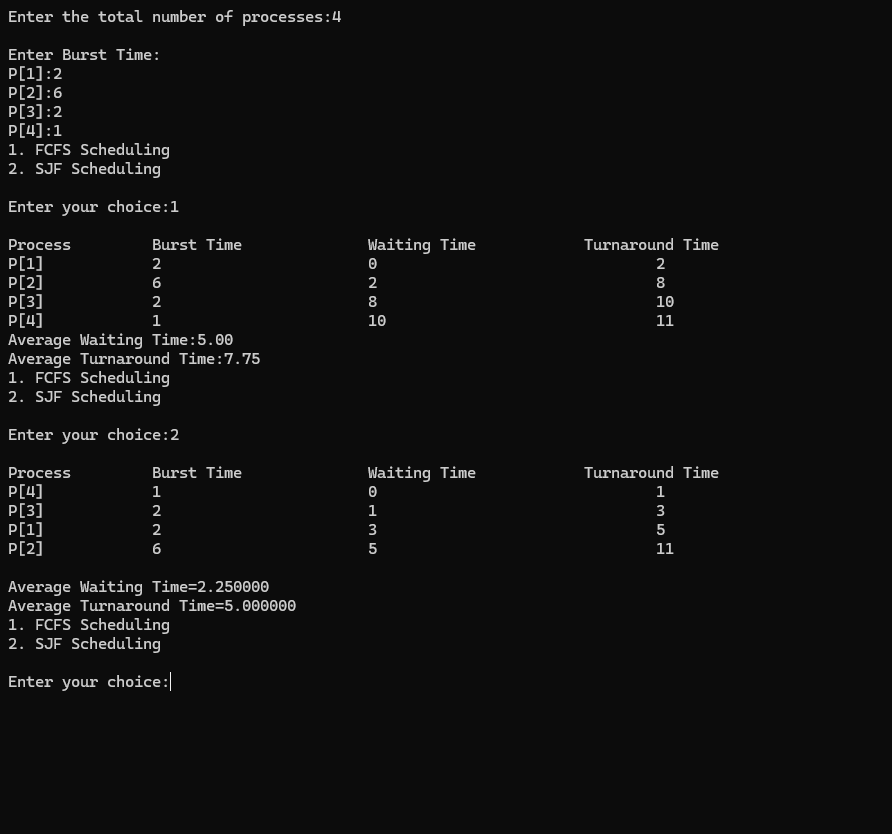 Enter the total number of processes:4
Enter Burst Time:
P[1]:2
P[2]:6
P[3]:2
P[4]:1
1. FCFS Scheduling
2. SJF Scheduling
Enter your choice:1
Process Burst Time Waiting Time Turnaround Time
P[1] 2 0 2
P[2] 6 2 8
P[3] 2 8 10
P[4] 1 10 11
Average Waiting Time:5.00
Average Turnaround Time:7.75
1. FCFS Scheduling
2. SJF Scheduling
Enter your choice:2
Process Burst Time Waiting Time Turnaround Time
P[4] 1 0 1
P[3] 2 1 3
P[1] 2 3 5
P[2] 6 5 11
Average Waiting Time=2.250000
Average Turnaround Time=5.000000
1. FCFS Scheduling
2. SJF Scheduling
Enter your choice: